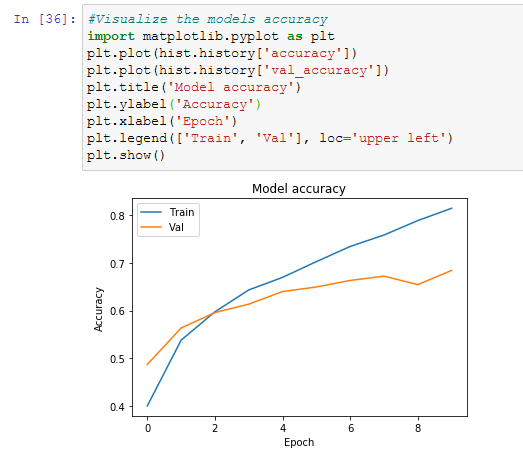 In [36]: #Visualize the models accuracy
import matplotlib.pyplot as plt
plt.plot(hist.history['accuracy'])
plt.plot(hist.history['val_accuracy'])
plt.title('Model accuracy')
plt.ylabel('Accuracy')
plt.xlabel('Epoch')
plt.legend(['Train', 'Val'], loc='upper left')
plt.show()
Model accuracy
Train
Val
0.8
0.7
0.6
0.5
0.4
Accuracy
0 2 4 6 8
Epoch